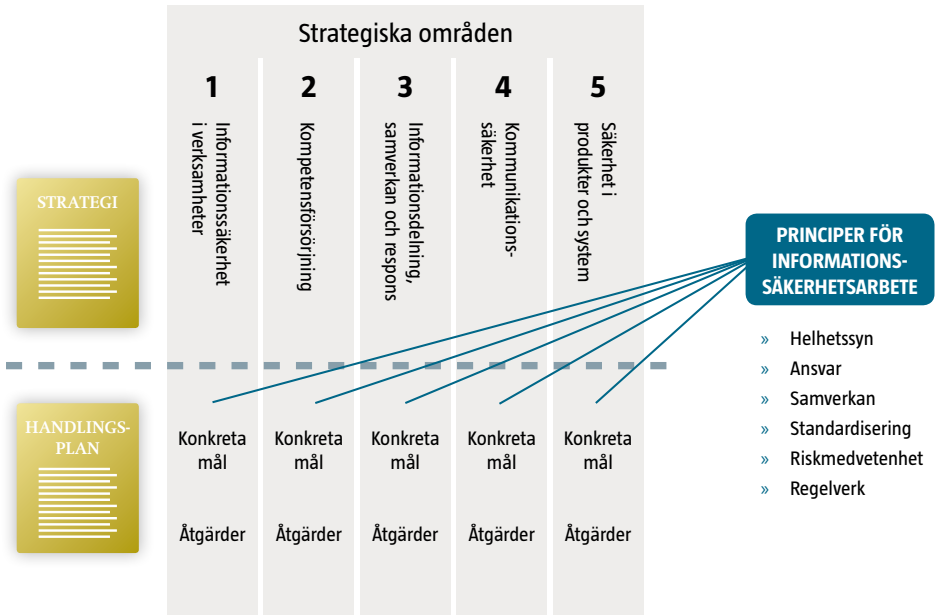 Strategiska områden
1
2
3
4
5
Informationssäkerhet
i verksamheter
Kompetensförsörjning
Informationsdelning,
samverkan och respons
Kommunikations-
säkerhet
Säkerhet i
produkter och system
STRATEGI
PRINCIPER FÖR
INFORMATIONS-
SÄKERHETSARBETE
» Helhetssyn
» Ansvar
» Samverkan
» Standardisering
» Riskmedvetenhet
» Regelverk
HANDLINGS-
PLAN
Konkreta
mål
Konkreta
mål
Konkreta
mål
Konkreta
mål
Konkreta
mål
Åtgärder
Åtgärder
Åtgärder
Åtgärder
Åtgärder